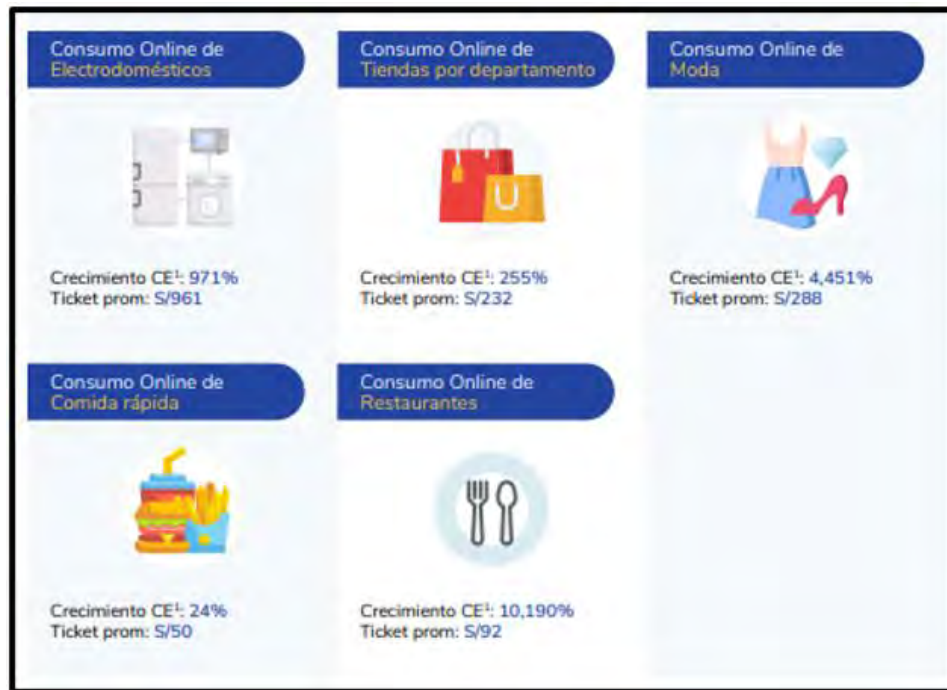 Consumo Online de
Electrodomésticos
Crecimiento CE¹: 971%
Ticket prom: S/961
Consumo Online de
Tiendas por departamento
Crecimiento CE¹: 255%
Ticket prom: S/232
Consumo Online de
Moda
Crecimiento CE¹: 4,451%
Ticket prom: S/288
Consumo Online de
Comida rápida
Crecimiento CE¹: 24%
Ticket prom: S/50
Consumo Online de
Restaurantes
Crecimiento CE¹: 10,190%
Ticket prom: S/92